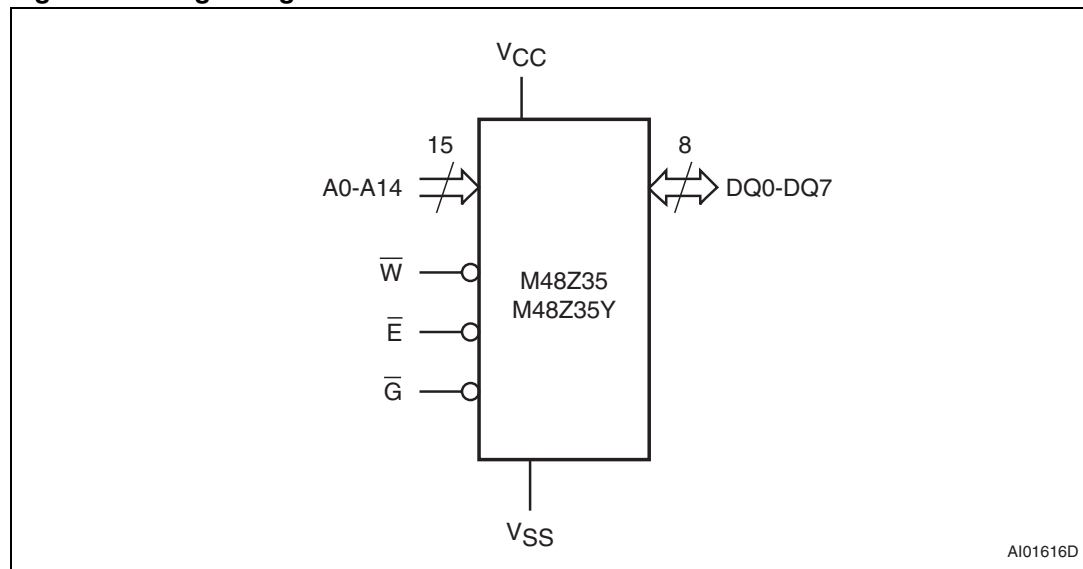 VCC
15
8
A0-A14
DQ0-DQ7
W
M48Z35
M48Z35Y
E
G
VSS
AI01616D